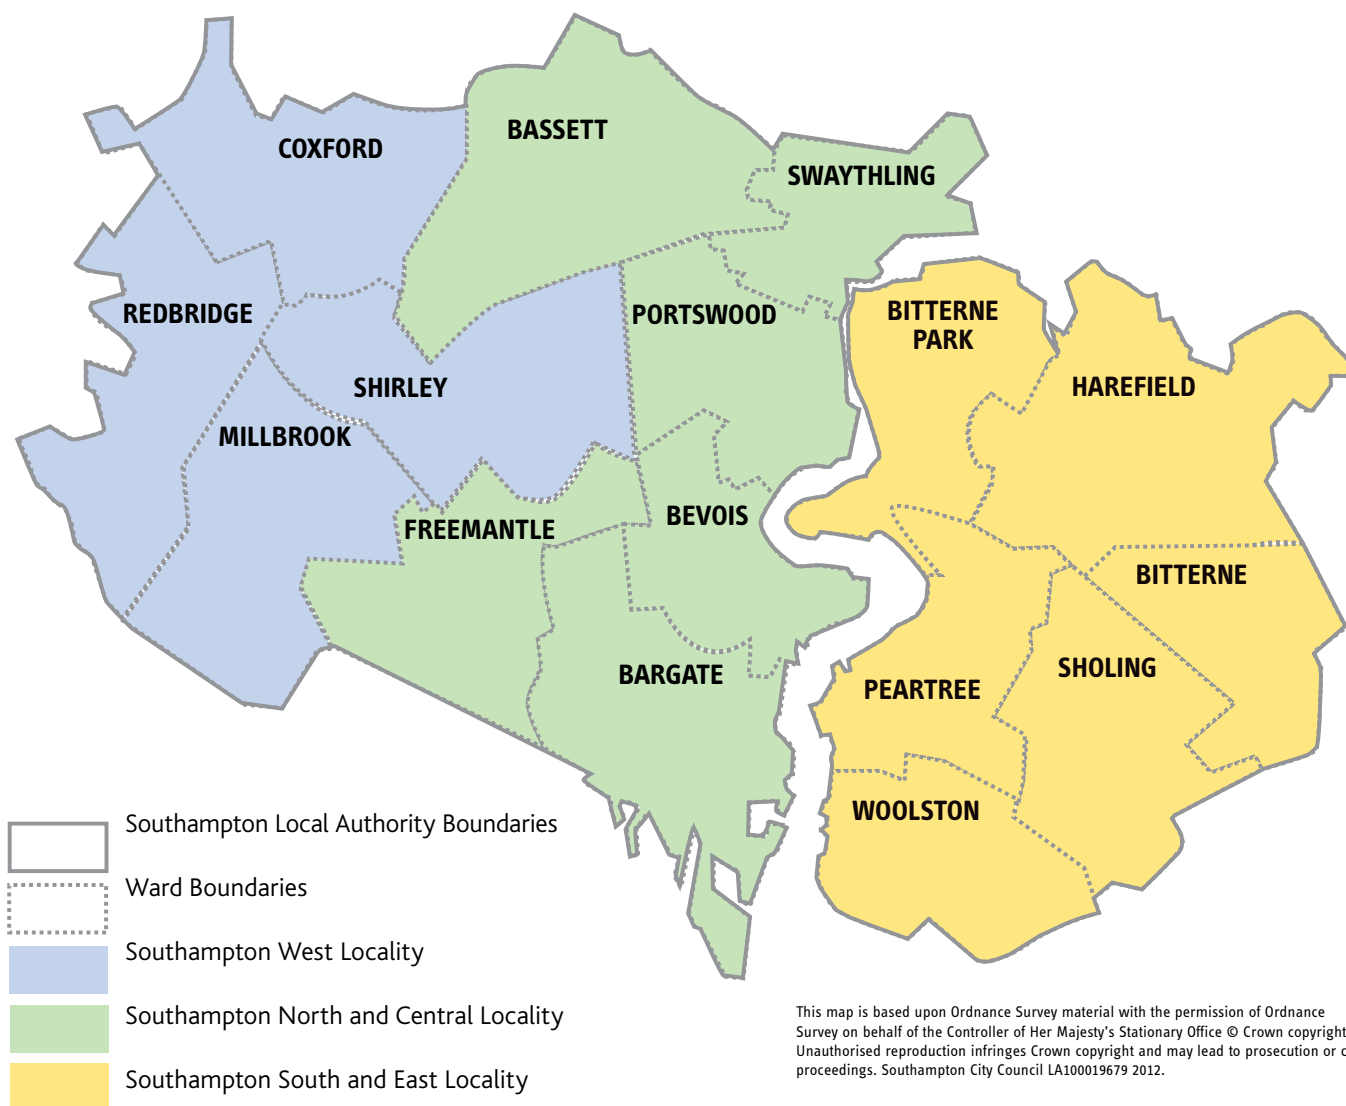 BASSETT
COXFORD
SWAYTHLING
REDBRIDGE
PORTSWOOD
BITTERNE
PARK
SHIRLEY
HAREFIELD
MILLBROOK
FREEMANTLE
BEVOIS
BITTERNE
BARGATE
PEARTREE
SHOLING
WOOLSTON
Southampton Local Authority Boundaries
Ward Boundaries
Southampton West Locality
Southampton North and Central Locality
Southampton South and East Locality
This map is based upon Ordnance Survey material with the permission of Ordnance
Survey on behalf of the Controller of Her Majesty's Stationary Office © Crown copyright
Unauthorised reproduction infringes Crown copyright and may lead to prosecution or c
proceedings. Southampton City Council LA100019679 2012.